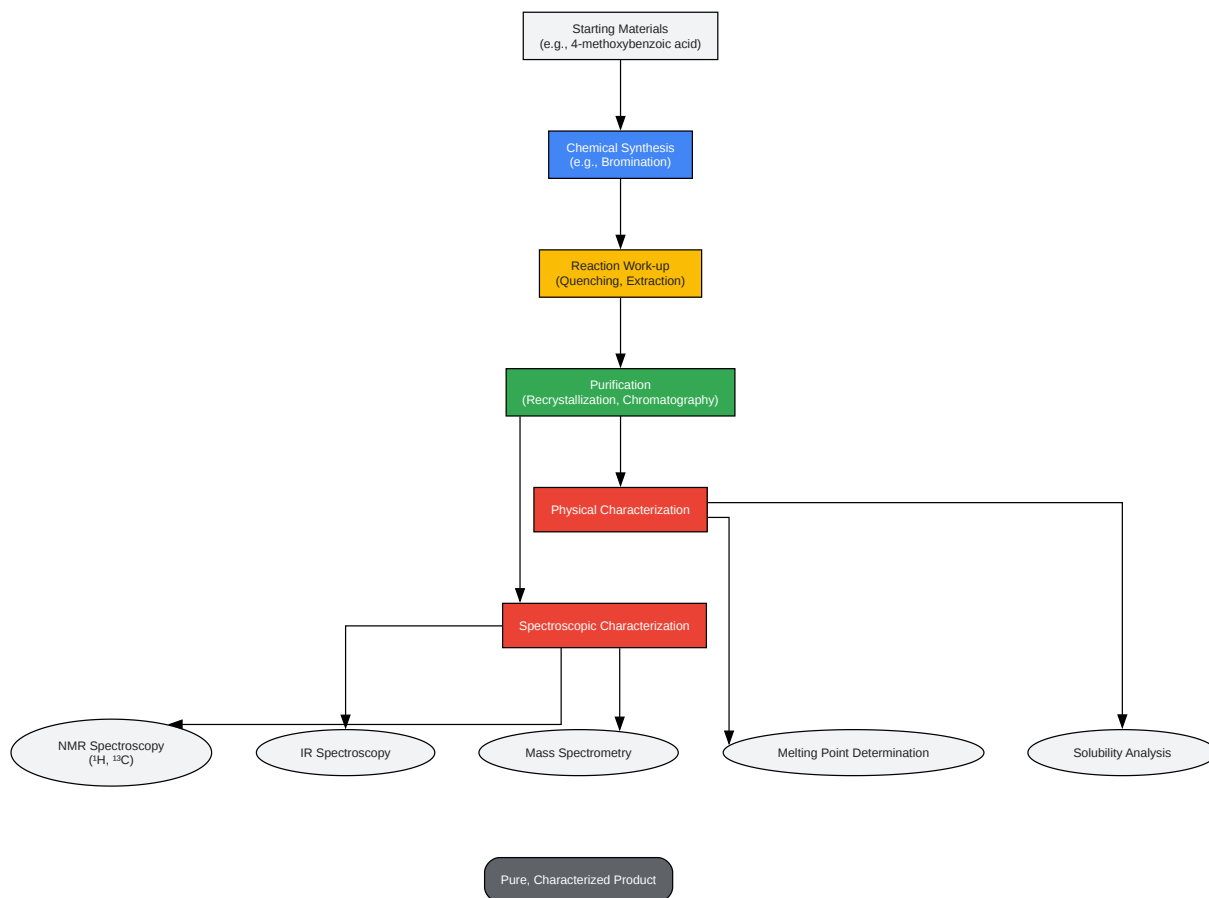 Starting Materials
(e.g., 4-methoxybenzoic acid)
Chemical Synthesis
(e.g., Bromination)
Reaction Work-up
(Quenching, Extraction)
Purification
(Recrystallization, Chromatography)
Physical Characterization
Spectroscopic Characterization
NMR Spectroscopy
(¹H, ¹³C)
IR Spectroscopy
Mass Spectrometry
Melting Point Determination
Solubility Analysis
Pure, Characterized Product